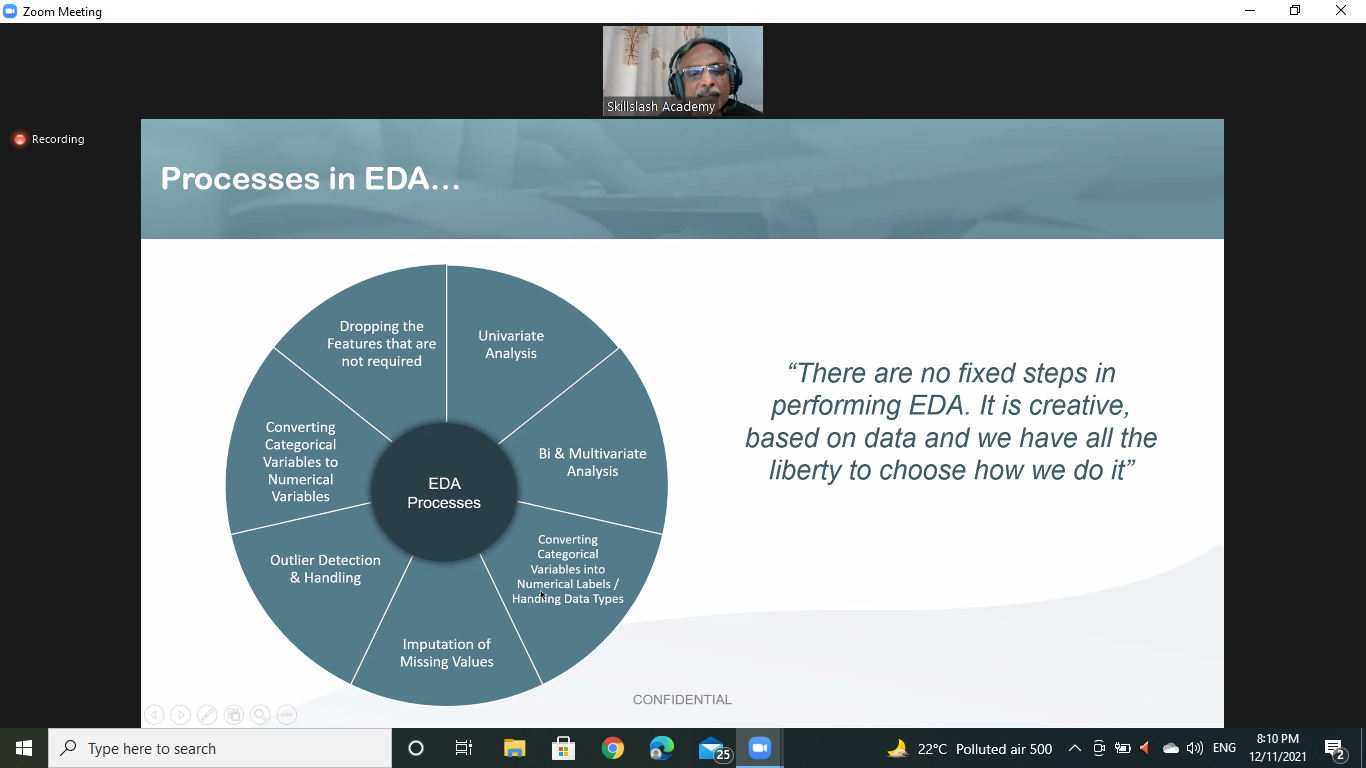 Zoom Meeting
Skillslash Academy
Recording
Processes in EDA...
Dropping the
Features that are
not required
Univariate
Analysis
Converting
Categorical
Variables to
Numerical
Variables
Bi & Multivariate
Analysis
EDA
Processes
Outlier Detection
& Handling
Converting
Categorical
Variables into
Numerical Labels /
Handling Data Types
Imputation of
Missing Values
“There are no fixed steps in
performing EDA. It is creative,
based on data and we have all the
liberty to choose how we do it”
CONFIDENTIAL
Type here to search
25
22°C Polluted air 500
ENG
8:10 PM
12/11/2021
2